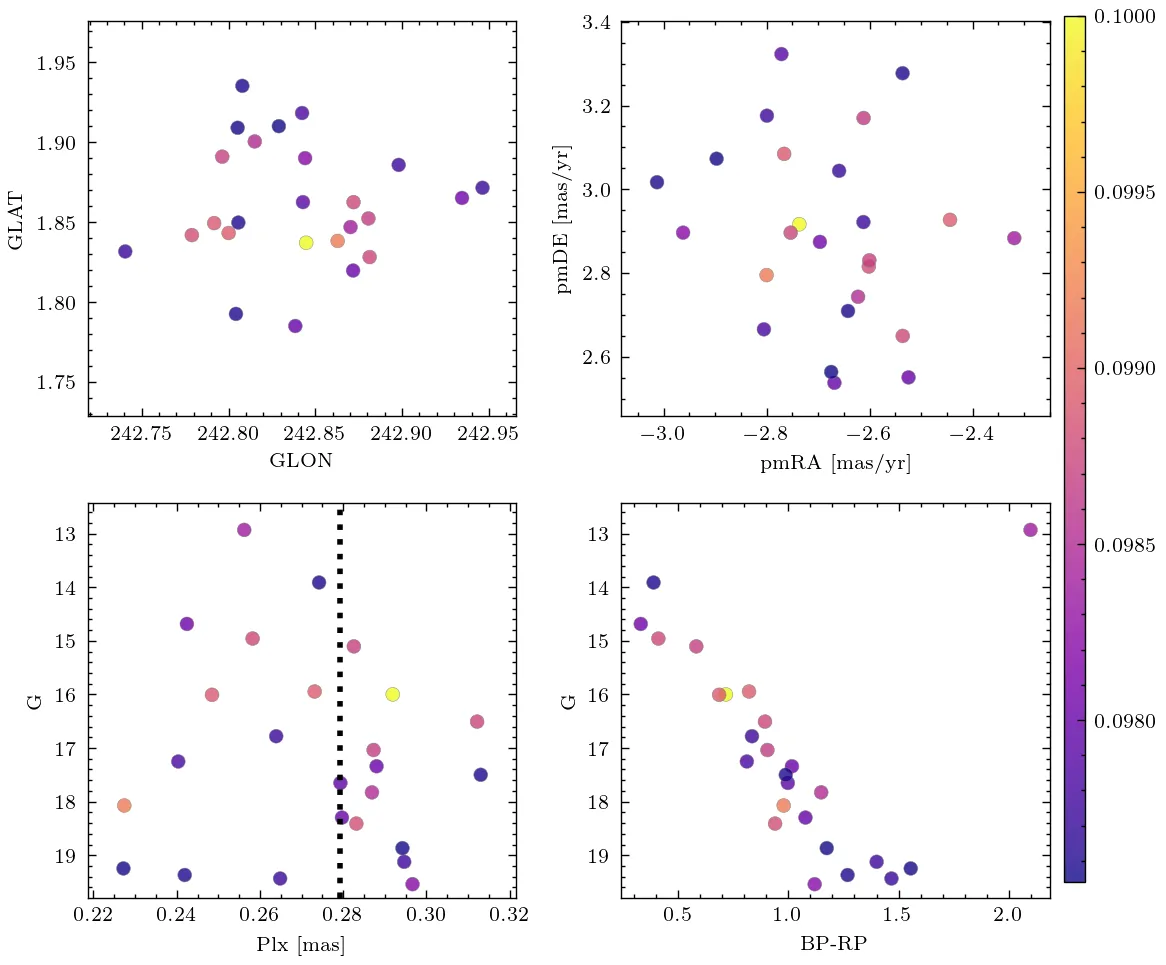 1.95
1.90
1.85
1.80
1.75
GLAT
242.75 242.80 242.85 242.90 242.95
GLON
3.4
3.2
3.0
2.8
2.6
pmDE [mas/yr]
−3.0 −2.8 −2.6 −2.4
pmRA [mas/yr]
0.1000
0.0995
0.0990
0.0985
0.0980
13
14
15
16
17
18
19
G
0.22 0.24 0.26 0.28 0.30 0.32
Plx [mas]
13
14
15
16
17
18
19
G
0.5 1.0 1.5 2.0
BP-RP